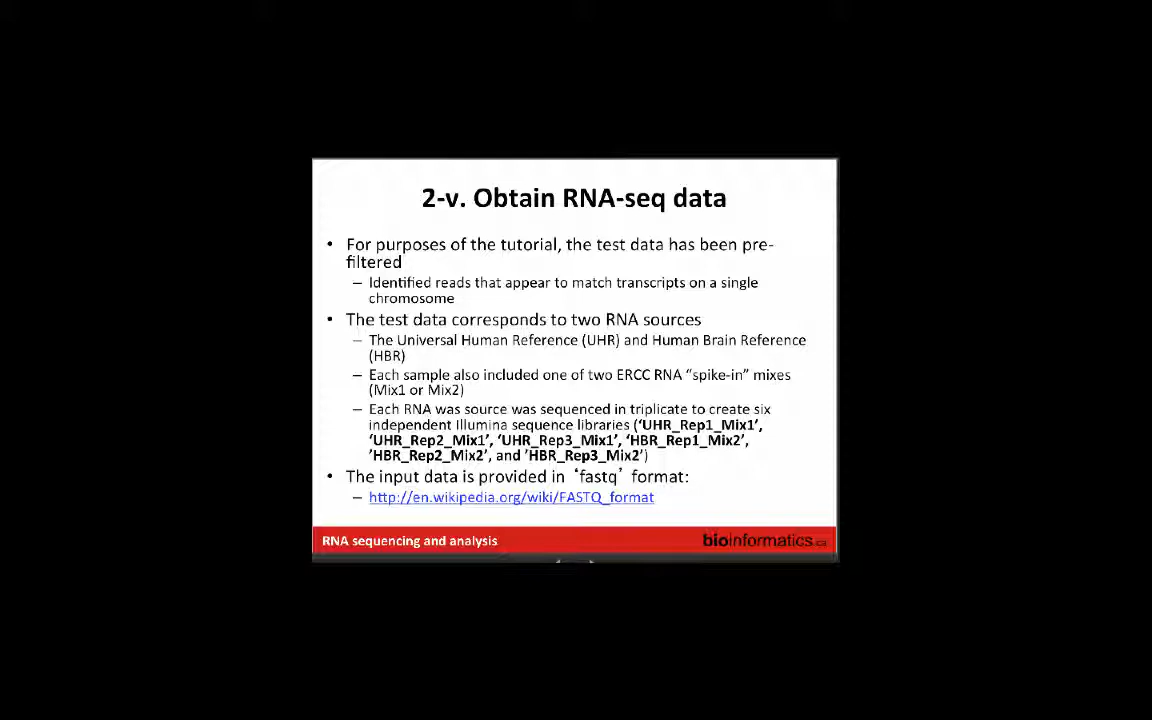 2-v. Obtain RNA-seq data
• For purposes of the tutorial, the test data has been pre-
filtered
– Identified reads that appear to match transcripts on a single
chromosome
• The test data corresponds to two RNA sources
– The Universal Human Reference (UHR) and Human Brain Reference
(HBR)
– Each sample also included one of two ERCC RNA “spike-in” mixes
(Mix1 or Mix2)
– Each RNA was source was sequenced in triplicate to create six
independent Illumina sequence libraries (‘UHR_Rep1_Mix1’,
‘UHR_Rep2_Mix1’, ‘UHR_Rep3_Mix1’, ‘HBR_Rep1_Mix2’,
’HBR_Rep2_Mix2’, and ’HBR_Rep3_Mix2’)
• The input data is provided in ‘fastq’ format:
– http://en.wikipedia.org/wiki/FASTQ_format
RNA sequencing and analysis
bioinformatics.ca